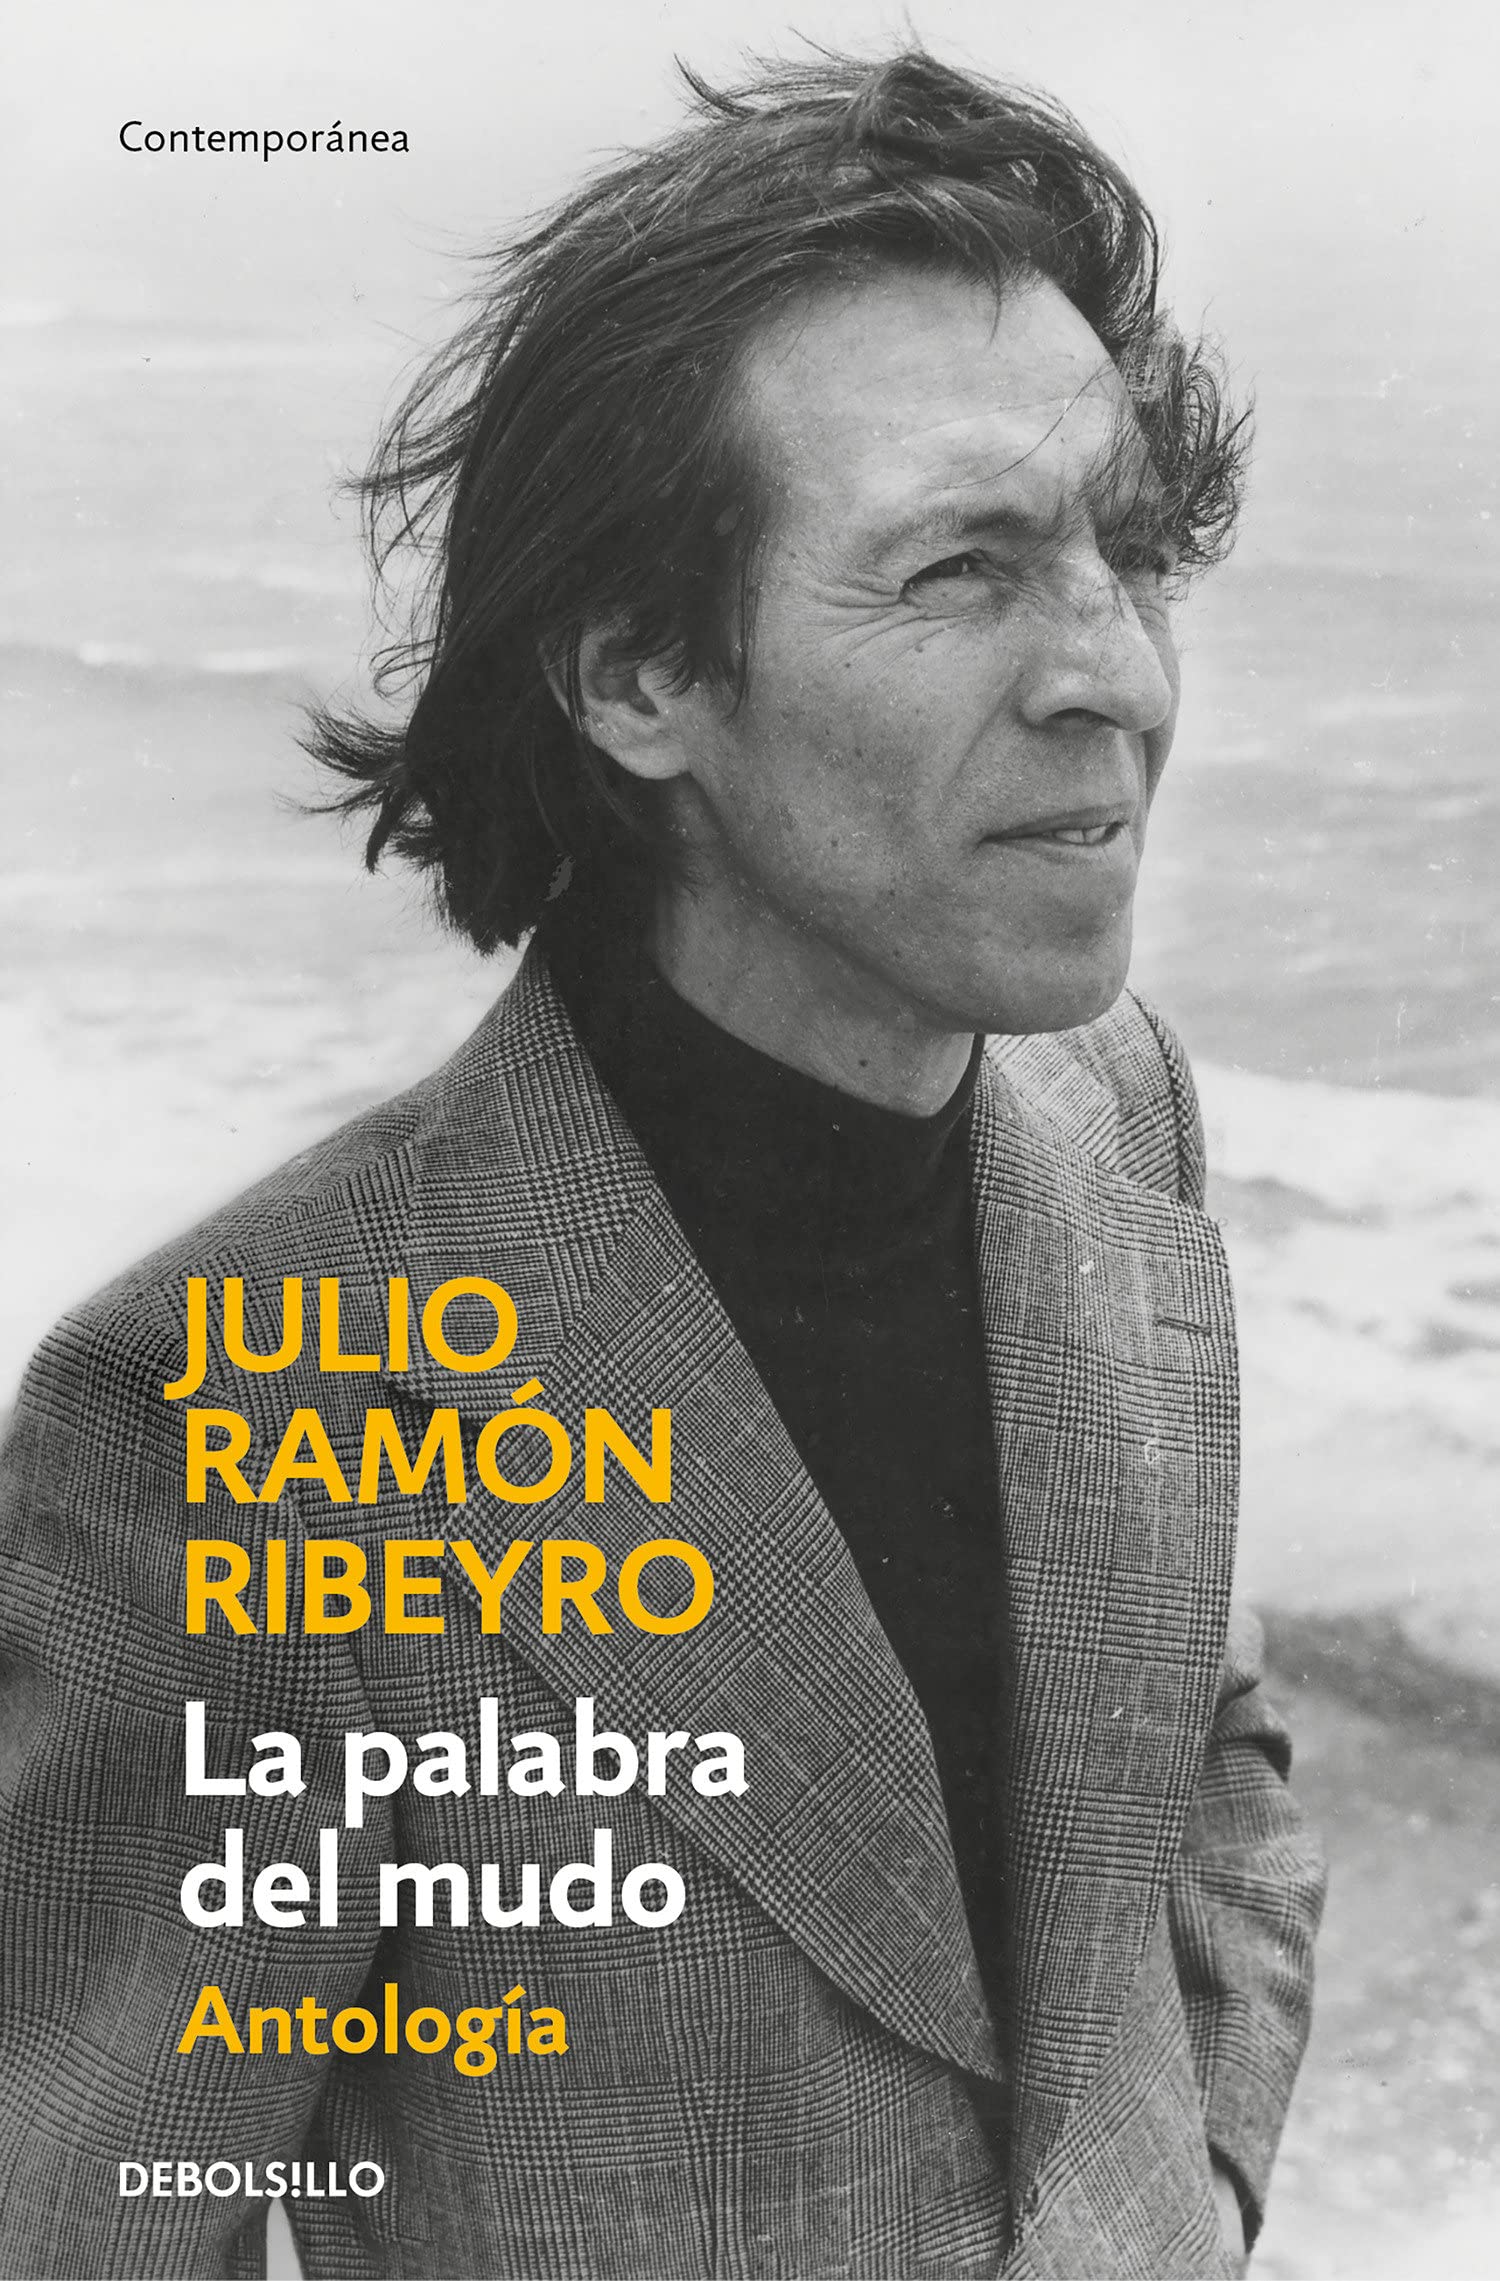 Contemporánea
JULIO
RAMÓN
RIBEYRO
La palabra
del mudo
Antología
DEBOLS!LLO